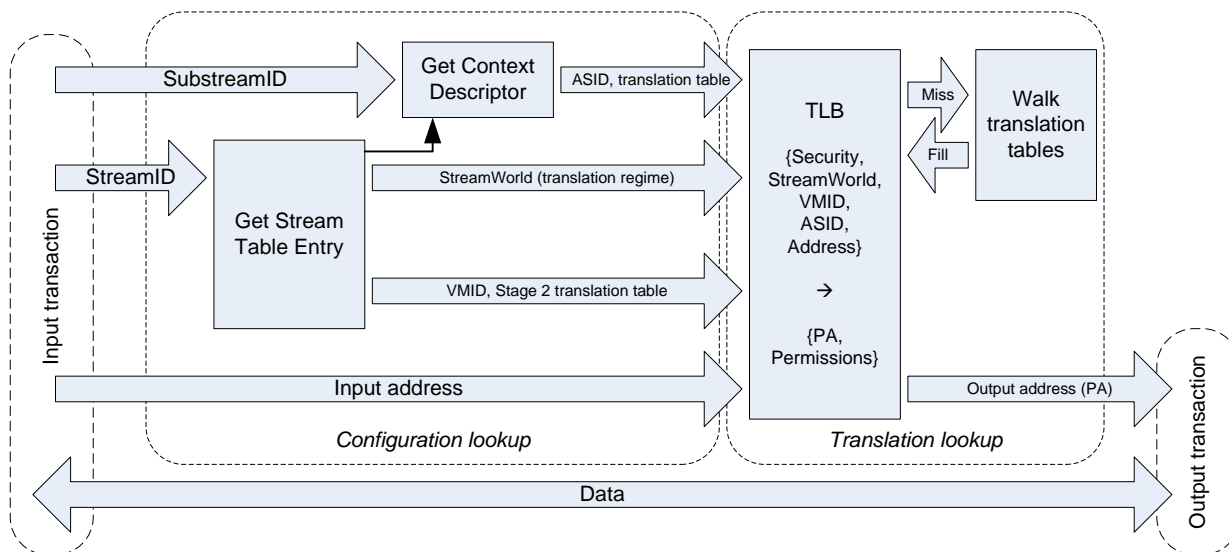 Input transaction
SubstreamID
Get Context
Descriptor
ASID, translation table
StreamID
Get Stream
Table Entry
StreamWorld (translation regime)
VMID, Stage 2 translation table
Input address
Configuration lookup
TLB
{Security,
StreamWorld,
VMID,
ASID,
Address}
→
{PA,
Permissions}
Miss
Fill
Walk
translation
tables
Output address (PA)
Translation lookup
Data
Output transaction